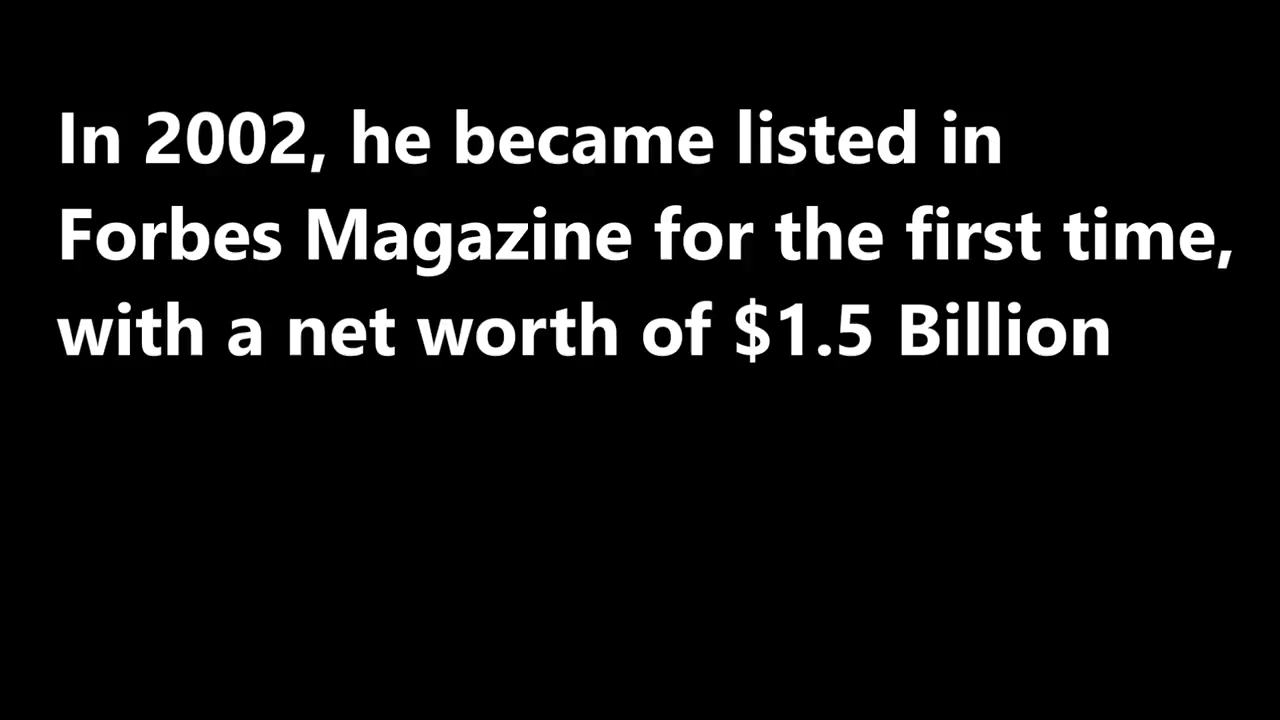 In 2002, he became listed in
Forbes Magazine for the first time,
with a net worth of $1.5 Billion